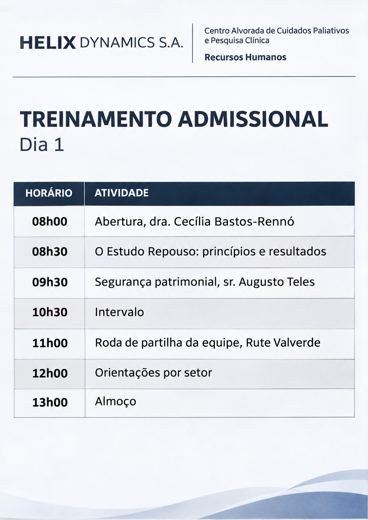 HELIX DYNAMICS S.A.
Centro Alvorada de Cuidados Paliativos
e Pesquisa Clínica
Recursos Humanos
TREINAMENTO ADMISSIONAL
Dia 1
HORÁRIO ATIVIDADE
08h00 Abertura, dra. Cecília Bastos-Rennó
08h30 O Estudo Repouso: princípios e resultados
09h30 Segurança patrimonial, sr. Augusto Teles
10h30 Intervalo
11h00 Roda de partilha da equipe, Rute Valverde
12h00 Orientações por setor
13h00 Almoço